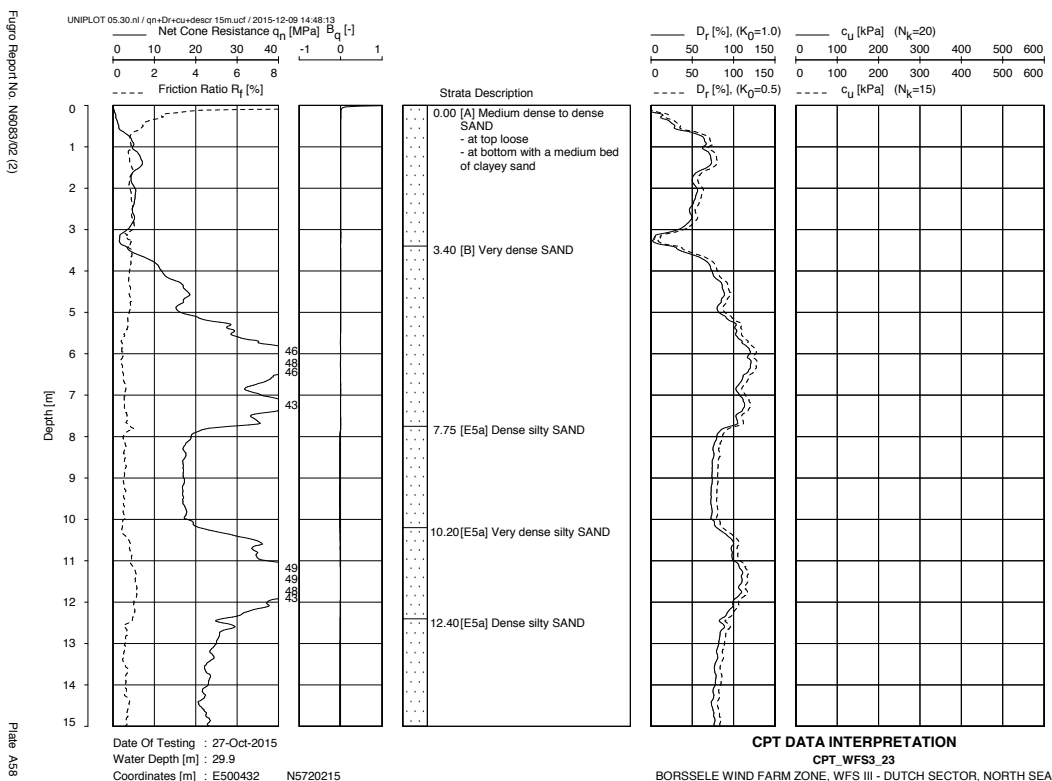 UNIPLOT 05.30.nl / qn+Dr+cu+descr 15m.ucf / 2015-12-09 14:48:13
Net Cone Resistance qn [MPa] Bq [-]
0 10 20 30 40 -1 0 1
0 2 4 6 8
Friction Ratio Rf [%]
Strata Description
Dr [%], (K0=1.0)
0 50 100 150
0 50 100 150
Dr [%], (K0=0.5)
cu [kPa] (Nk=20)
0 100 200 300 400 500 600
0 100 200 300 400 500 600
cu [kPa] (Nk=15)
Fugro Report No. N6083/02 (2)
Depth [m]
0
1
2
3
4
5
6
7
8
9
10
11
12
13
14
15
46
48
46
43
49
49
48
43
0.00 [A] Medium dense to dense
SAND
- at top loose
- at bottom with a medium bed
of clayey sand
3.40 [B] Very dense SAND
7.75 [E5a] Dense silty SAND
10.20 [E5a] Very dense silty SAND
12.40 [E5a] Dense silty SAND
Plate A58
Date Of Testing : 27-Oct-2015
Water Depth [m] : 29.9
Coordinates [m] : E500432 N5720215
CPT DATA INTERPRETATION
CPT_WFS3_23
BORSSELE WIND FARM ZONE, WFS III - DUTCH SECTOR, NORTH SEA